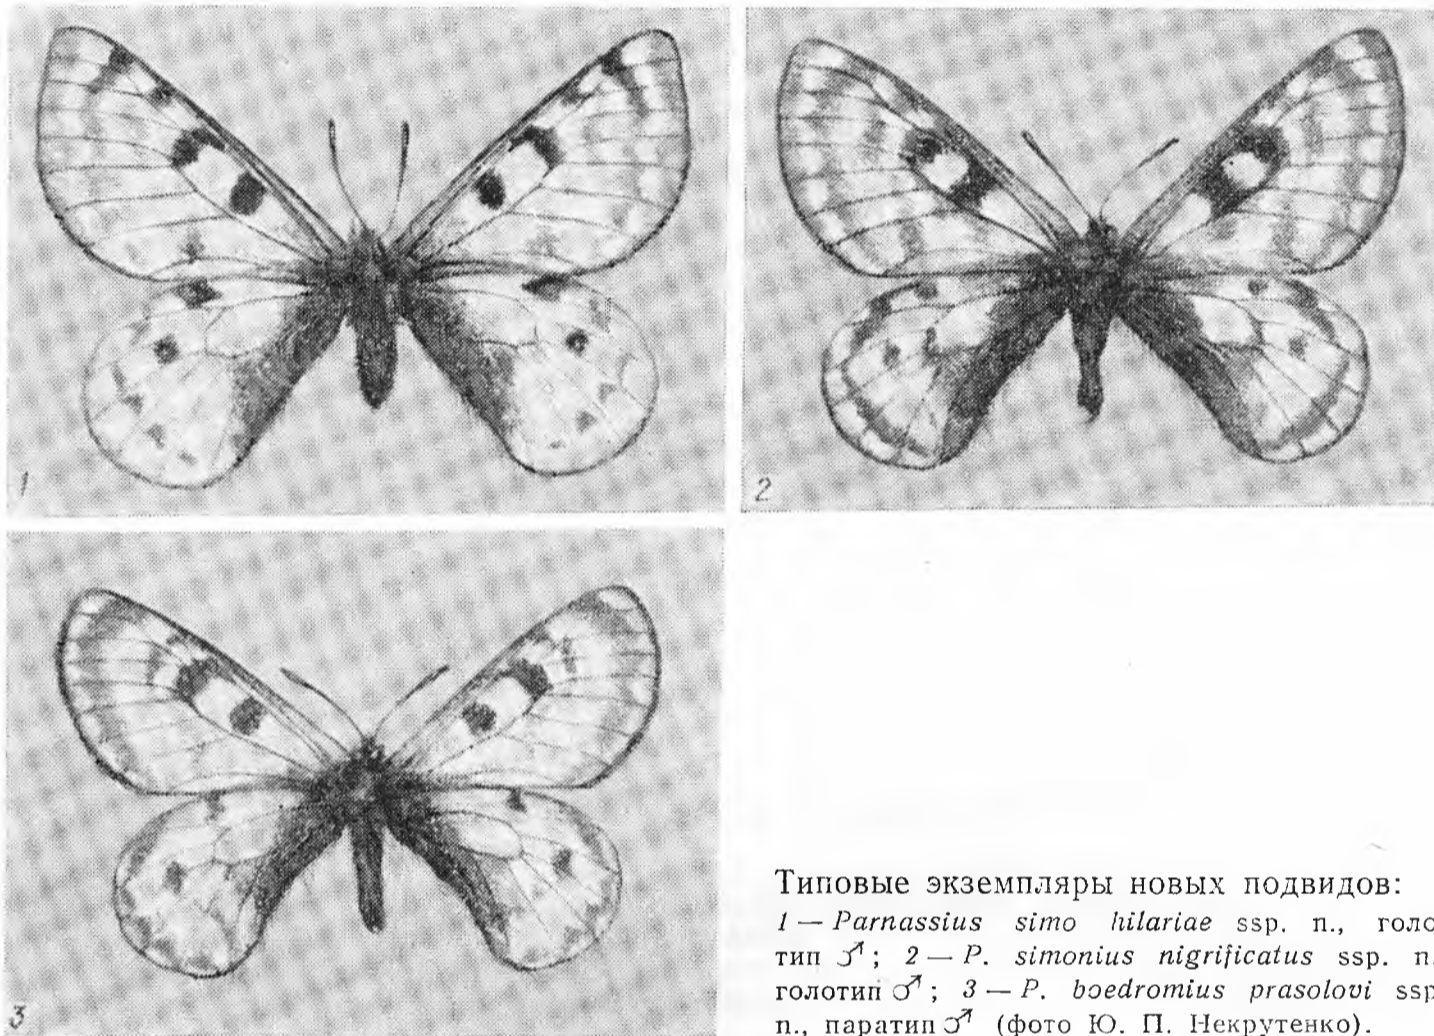 1
2
3
Типовые экземпляры новых подвидов:
1 — Parnassius simo hilariae ssp. n., голо
тип ♂; 2 — P. simonius nigrificatus ssp. n.
голотип ♂; 3 — P. boedromius prasolovi ssp
n., паратип ♂ (фото Ю. П. Некрутенко).